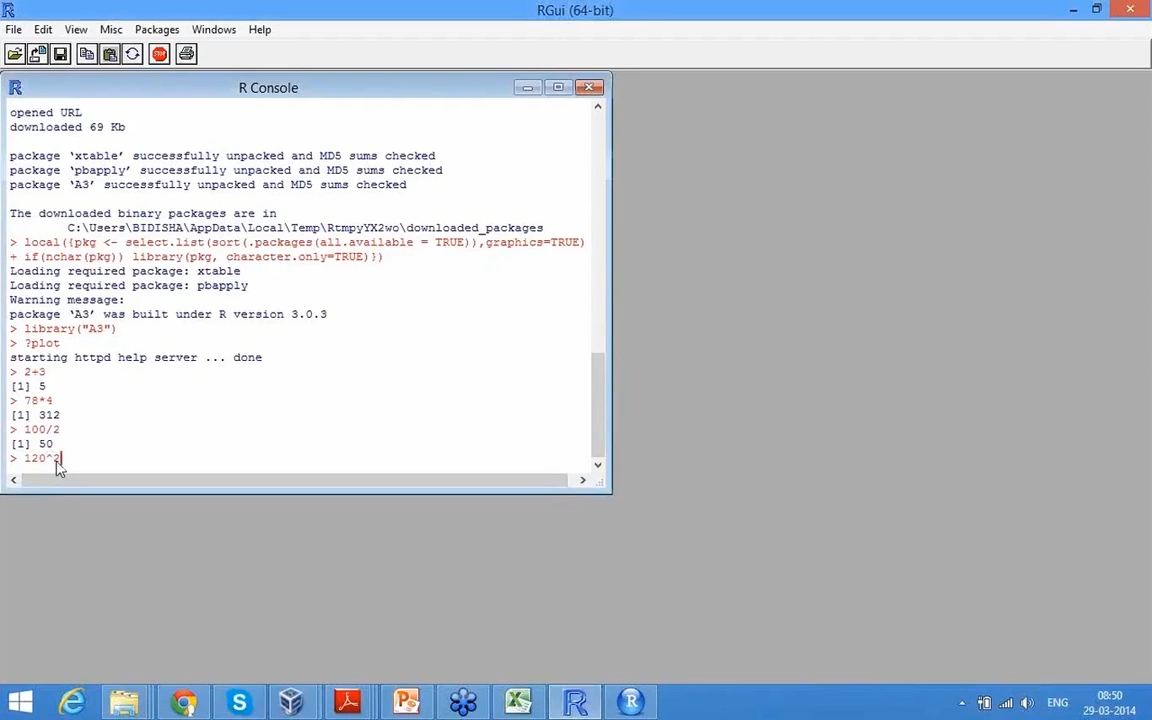 RGui (64-bit)
File Edit View Misc Packages Windows Help
STOP
R Console
opened URL
downloaded 69 Kb
package ‘xtable’ successfully unpacked and MD5 sums checked
package ‘pbapply’ successfully unpacked and MD5 sums checked
package ‘A3’ successfully unpacked and MD5 sums checked
The downloaded binary packages are in
C:\Users\BIDISHA\AppData\Local\Temp\RtmpyYX2wo\downloaded_packages
> local({pkg <- select.list(sort(.packages(all.available = TRUE)),graphics=TRUE)
+ if(nchar(pkg)) library(pkg, character.only=TRUE)})
Loading required package: xtable
Loading required package: pbapply
Warning message:
package ‘A3’ was built under R version 3.0.3
> library("A3")
> ?plot
starting httpd help server ... done
> 2+3
[1] 5
> 78*4
[1] 312
> 100/2
[1] 50
> 120^2
ENG
08:50
29-03-2014